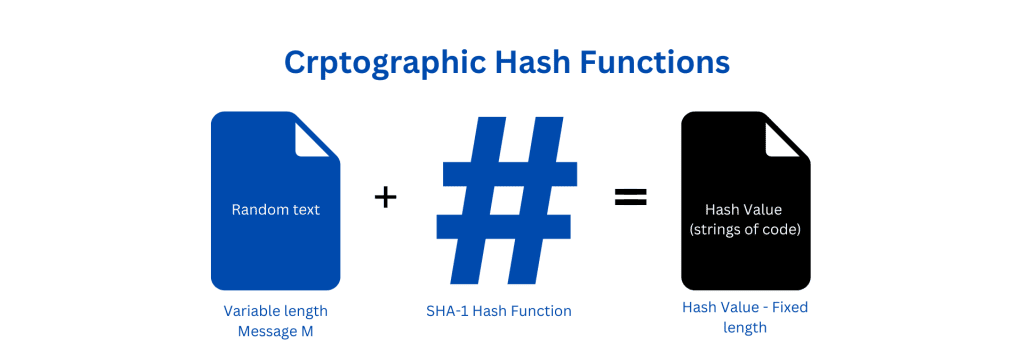 Crptographic Hash Functions
Random text
+
#
=
Hash Value
(strings of code)
Variable length
Message M
SHA-1 Hash Function
Hash Value - Fixed
length